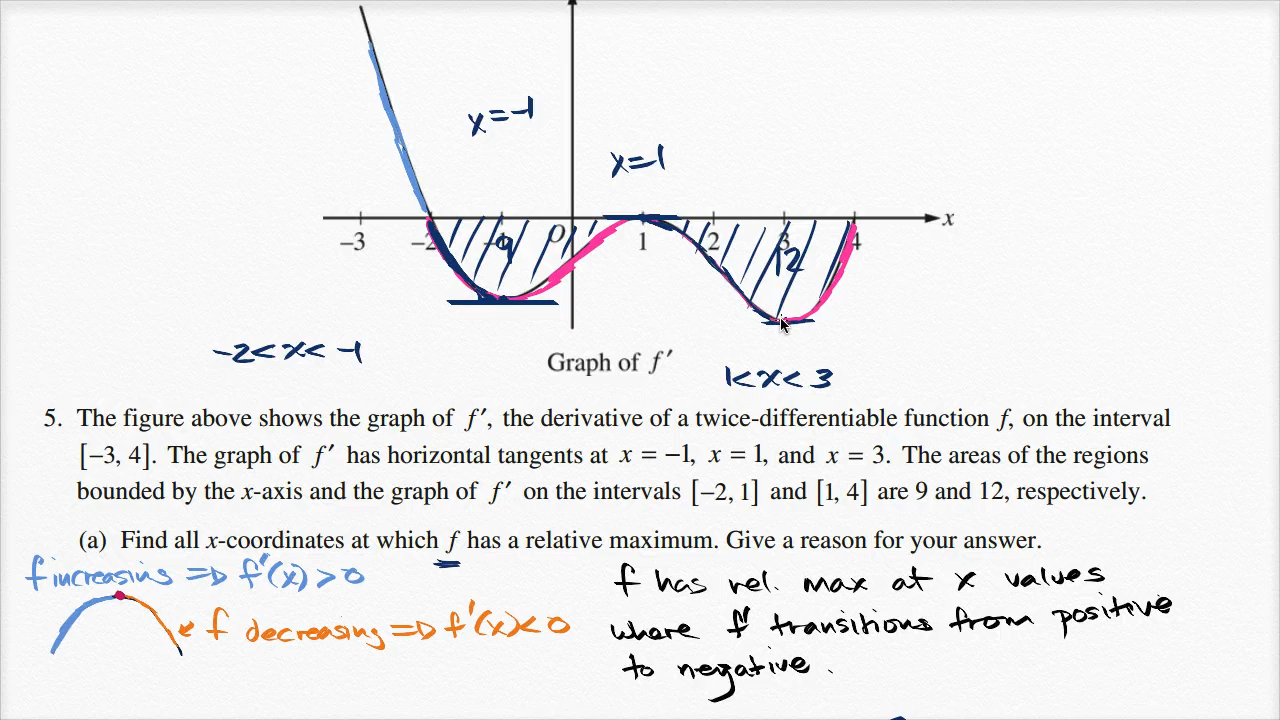 x=-1
x=1
x
-3 -2 -1 O 1 2 3 4
9 12
-2<x<-1
Graph of f′
1<x<3
5. The figure above shows the graph of f′, the derivative of a twice-differentiable function f, on the interval
[−3, 4]. The graph of f′ has horizontal tangents at x = −1, x = 1, and x = 3. The areas of the regions
bounded by the x-axis and the graph of f′ on the intervals [−2, 1] and [1, 4] are 9 and 12, respectively.
(a) Find all x-coordinates at which f has a relative maximum. Give a reason for your answer.
f increasing ⇒ f'(x)>0
f decreasing ⇒ f'(x)<0
f has rel. max at x values
where f' transitions from positive
to negative.